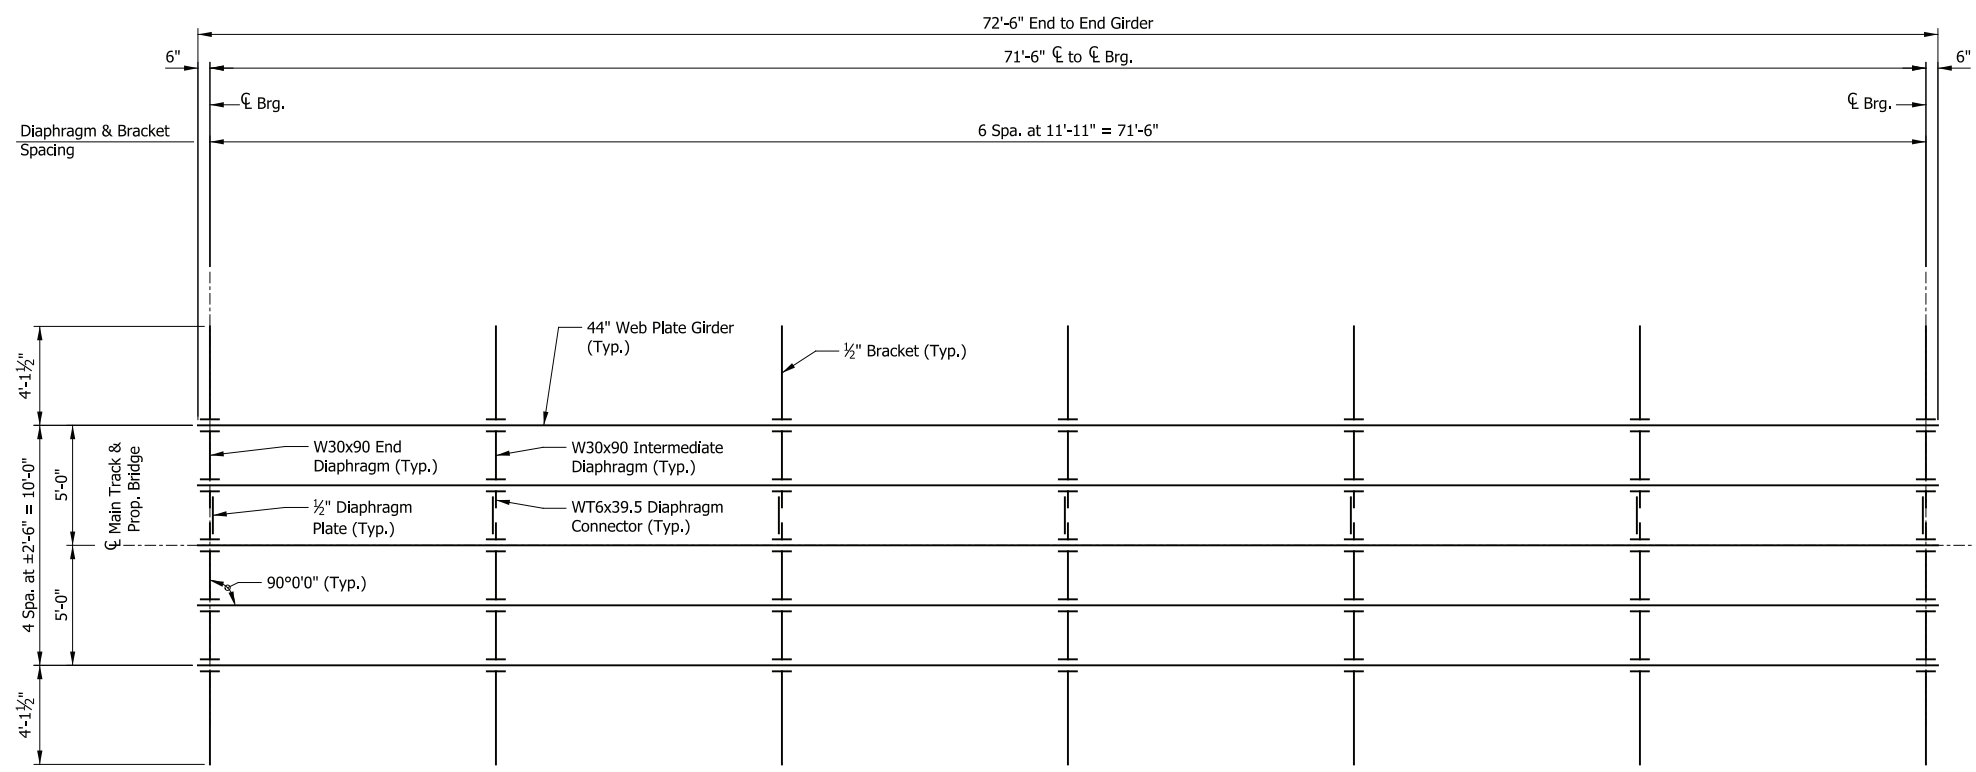 72'-6" End to End Girder
6"
71'-6" ℄ to ℄ Brg.
6"
℄ Brg.
℄ Brg.
Diaphragm & Bracket
Spacing
6 Spa. at 11'-11" = 71'-6"
44" Web Plate Girder
(Typ.)
½" Bracket (Typ.)
4'-1½"
W30x90 End
Diaphragm (Typ.)
W30x90 Intermediate
Diaphragm (Typ.)
4 Spa. at ±2'-6" = 10'-0"
5'-0"
℄ Main Track &
Prop. Bridge
½" Diaphragm
Plate (Typ.)
WT6x39.5 Diaphragm
Connector (Typ.)
5'-0"
90°0'0" (Typ.)
4'-1½"